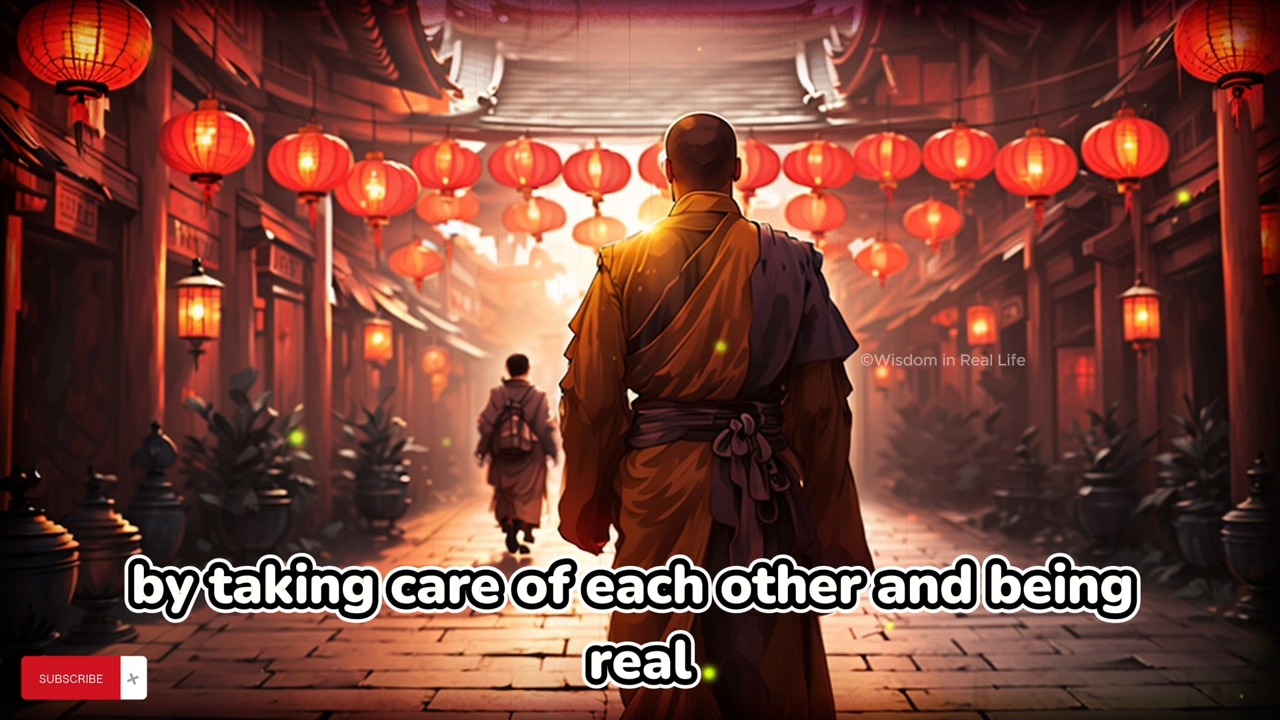 ©Wisdom in Real Life
by taking care of each other and being
real
SUBSCRIBE